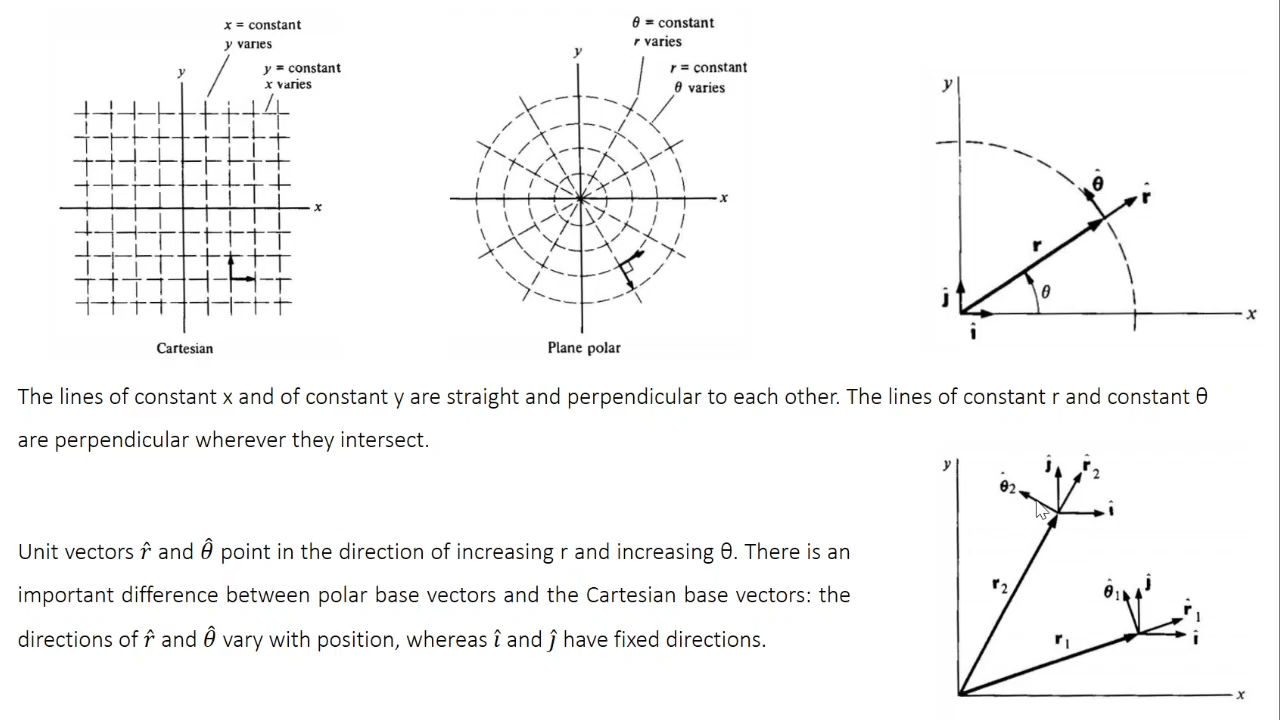 x = constant
y varies
y = constant
x varies
y
x
Cartesian
θ = constant
r varies
r = constant
θ varies
y
x
Plane polar
y
θ̂
r̂
r
θ
ĵ
î
x
The lines of constant x and of constant y are straight and perpendicular to each other. The lines of constant r and constant θ
are perpendicular wherever they intersect.
Unit vectors r̂ and θ̂ point in the direction of increasing r and increasing θ. There is an
important difference between polar base vectors and the Cartesian base vectors: the
directions of r̂ and θ̂ vary with position, whereas î and ĵ have fixed directions.
y
ĵ
r̂₂
θ̂₂
î
r₂
θ̂₁
ĵ
r̂₁
î
r₁
x